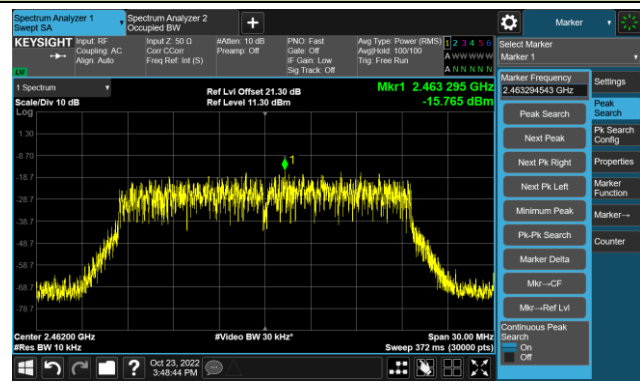 Spectrum Analyzer 1
Swept SA
Spectrum Analyzer 2
Occupied BW
+
Marker
KEYSIGHT
Input: RF
Coupling: AC
Align: Auto
Input Z: 50 Ω
Corr CCorr
Freq Ref: Int (S)
#Atten: 10 dB
Preamp: Off
PNO: Fast
Gate: Off
IF Gain: Low
Sig Track: Off
Avg Type: Power (RMS)
Avg|Hold: 100/100
Trig: Free Run
1 2 3 4 5 6
A W W W W W
A N N N N N
LXI
Select Marker
Marker 1
1 Spectrum
Scale/Div 10 dB
Log
Ref Lvl Offset 21.30 dB
Ref Level 11.30 dBm
Mkr1 2.463 295 GHz
-15.765 dBm
1.30
-8.70
-18.7
-28.7
-38.7
-48.7
-58.7
-68.7
-78.7
1
Center 2.46200 GHz
#Res BW 10 kHz
#Video BW 30 kHz*
Span 30.00 MHz
Sweep 372 ms (30000 pts)
Marker Frequency
2.463294543 GHz
Peak Search
Next Peak
Next Pk Right
Next Pk Left
Minimum Peak
Pk-Pk Search
Marker Delta
Mkr→CF
Mkr→Ref Lvl
Continuous Peak
Search
On
Off
Settings
Peak
Search
Pk Search
Config
Properties
Marker
Function
Marker→
Counter
?
Oct 23, 2022
3:48:44 PM